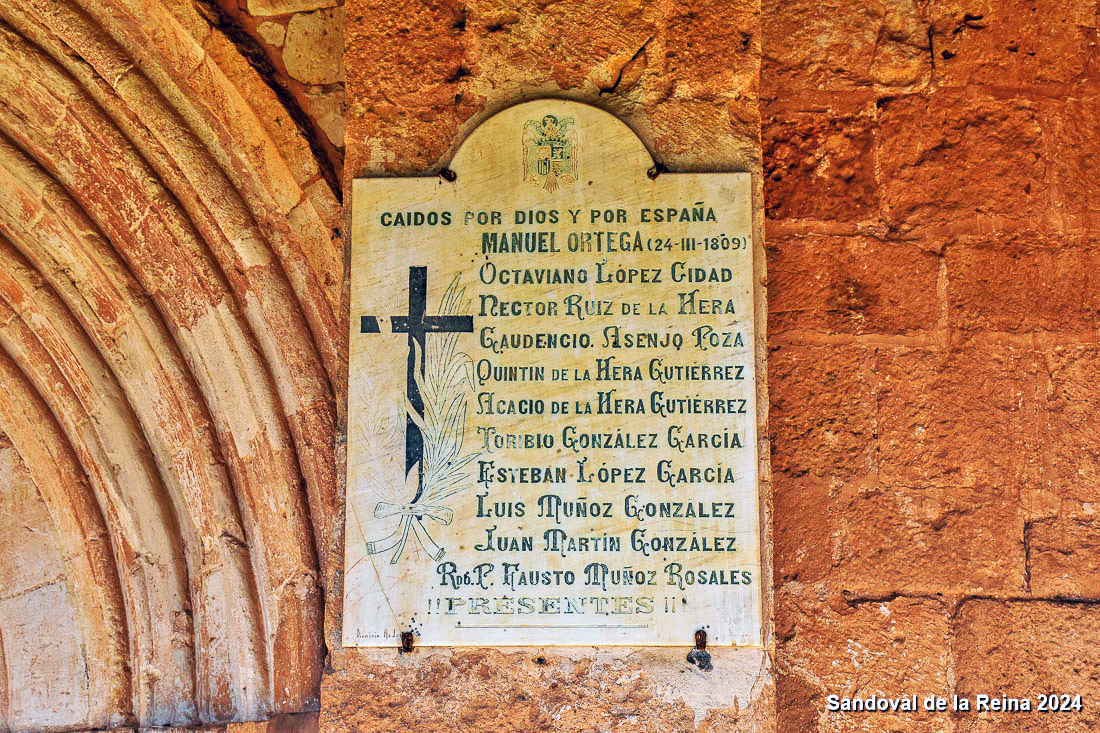 CAIDOS POR DIOS Y POR ESPAÑA
MANUEL ORTEGA (24-III-1809)
OCTAVIANO LÓPEZ CIDAD
NECTOR RUIZ DE LA HERA
GAUDENCIO. ASENJO POZA
QUINTIN DE LA HERA GUTIÉRREZ
ACACIO DE LA HERA GUTIÉRREZ
TORIBIO GONZÁLEZ GARCÍA
ESTEBAN LÓPEZ GARCÍA
LUIS MUÑOZ GONZÁLEZ
JUAN MARTÍN GONZÁLEZ
RDO. P. FAUSTO MUÑOZ ROSALES
!!PRESENTES!!
Sandoval de la Reina 2024